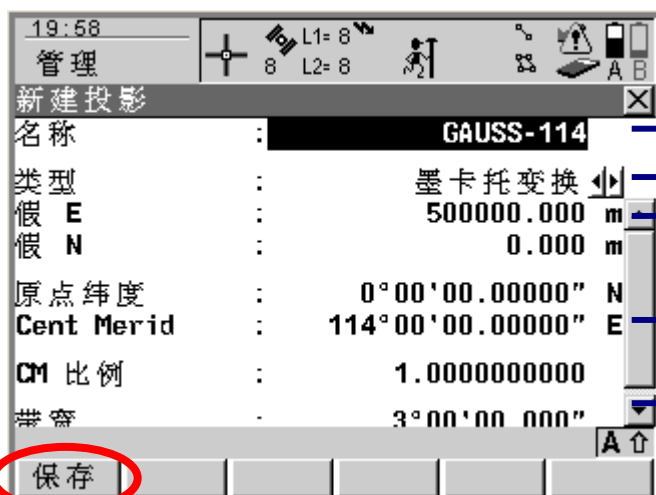 19:58
管理
8 L1= 8
L2= 8
A B
新建投影
名称 : GAUSS-114
类型 : 墨卡托变换
假 E : 500000.000 m
假 N : 0.000 m
原点纬度 : 0°00'00.00000" N
Cent Merid : 114°00'00.00000" E
CM 比例 : 1.0000000000
带宽 : 3°00'00.000"
A
保存